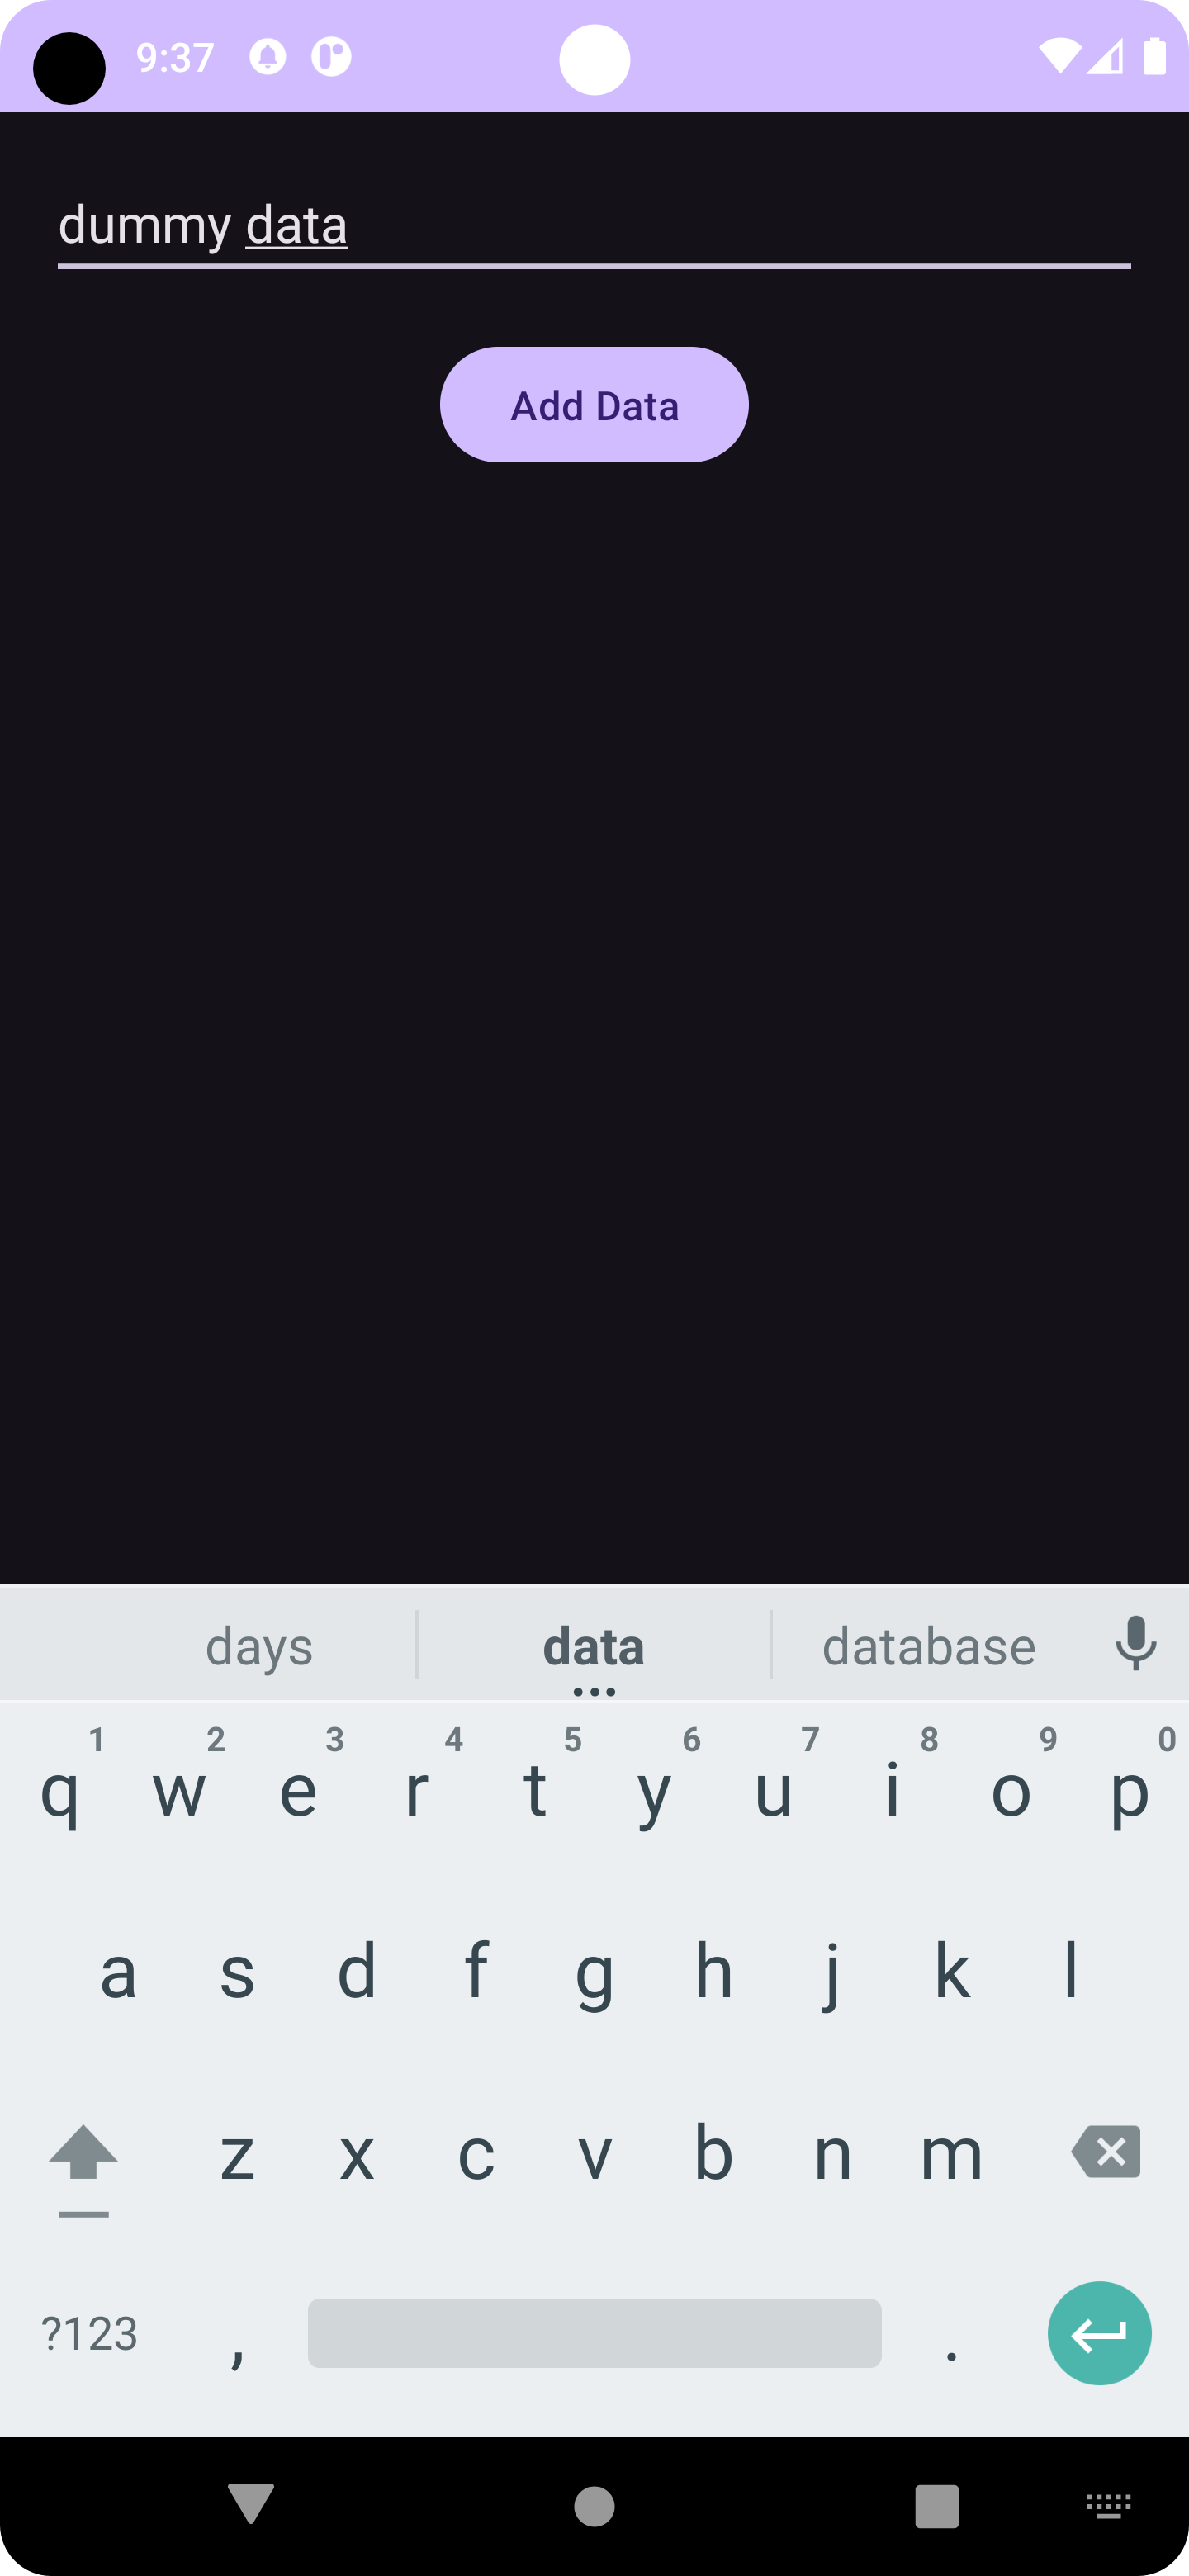 9:37
dummy data
Add Data
days data database
1 2 3 4 5 6 7 8 9 0
q w e r t y u i o p
a s d f g h j k l
z x c v b n m
?123 , .